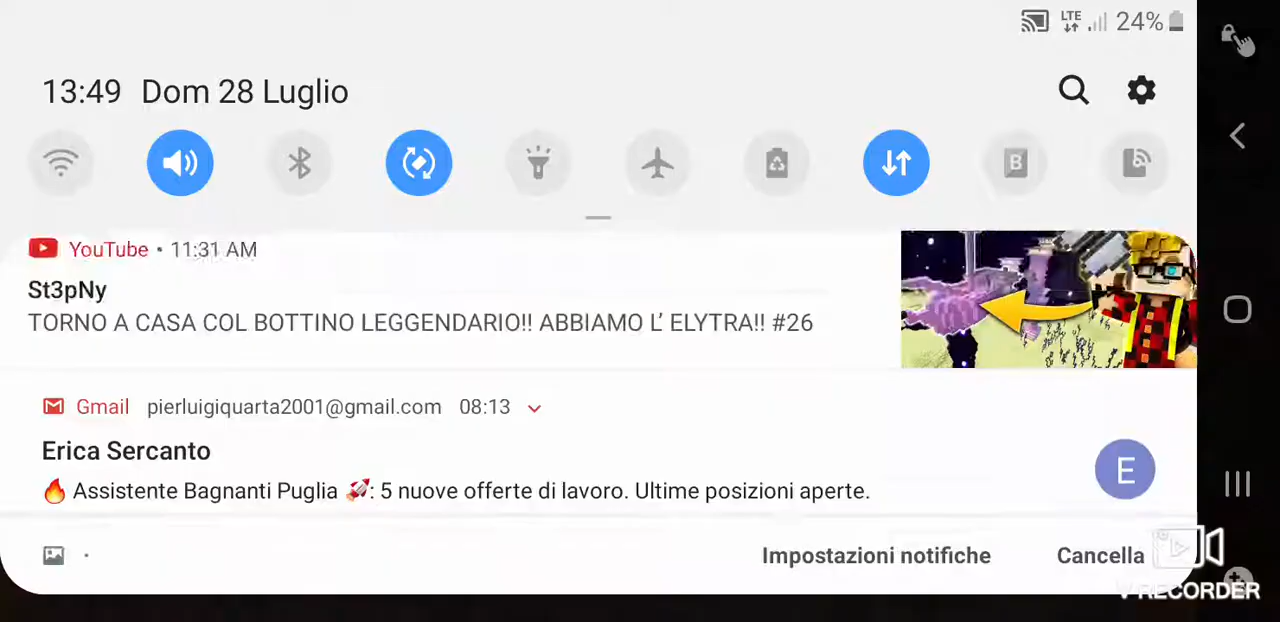 LTE 24%
13:49 Dom 28 Luglio
B
YouTube • 11:31 AM
St3pNy
TORNO A CASA COL BOTTINO LEGGENDARIO!! ABBIAMO L’ ELYTRA!! #26
Gmail pierluigiquarta2001@gmail.com 08:13
Erica Sercanto
🔥 Assistente Bagnanti Puglia 🚀: 5 nuove offerte di lavoro. Ultime posizioni aperte.
E
Impostazioni notifiche Cancella
V RECORDER